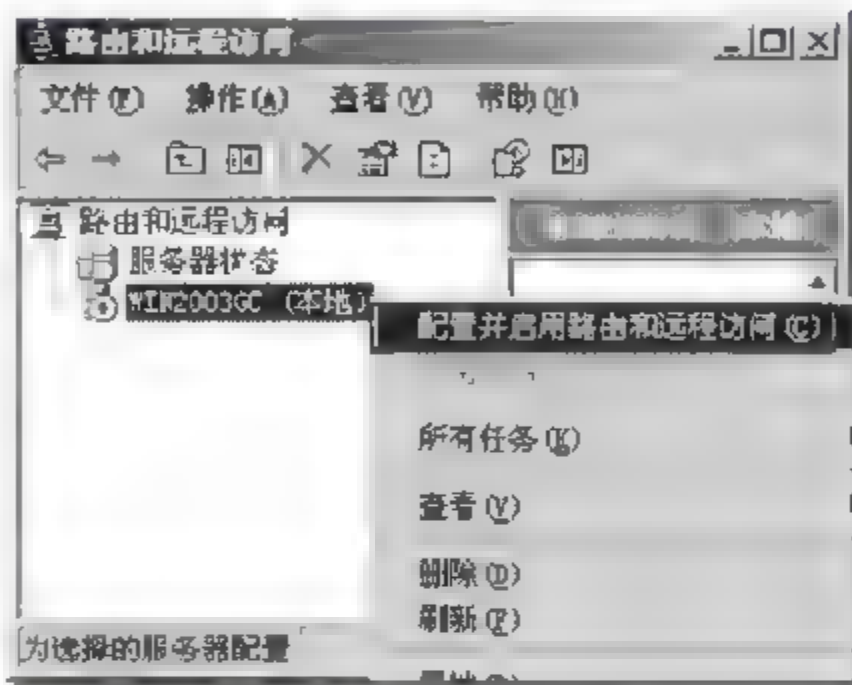 路由和远程访问
文件(F) 操作(A) 查看(V) 帮助(H)
路由和远程访问
服务器状态
WIN2003GC (本地)
配置并启用路由和远程访问(C)
所有任务(K)
查看(V)
删除(D)
刷新(F)
为选择的服务器配置